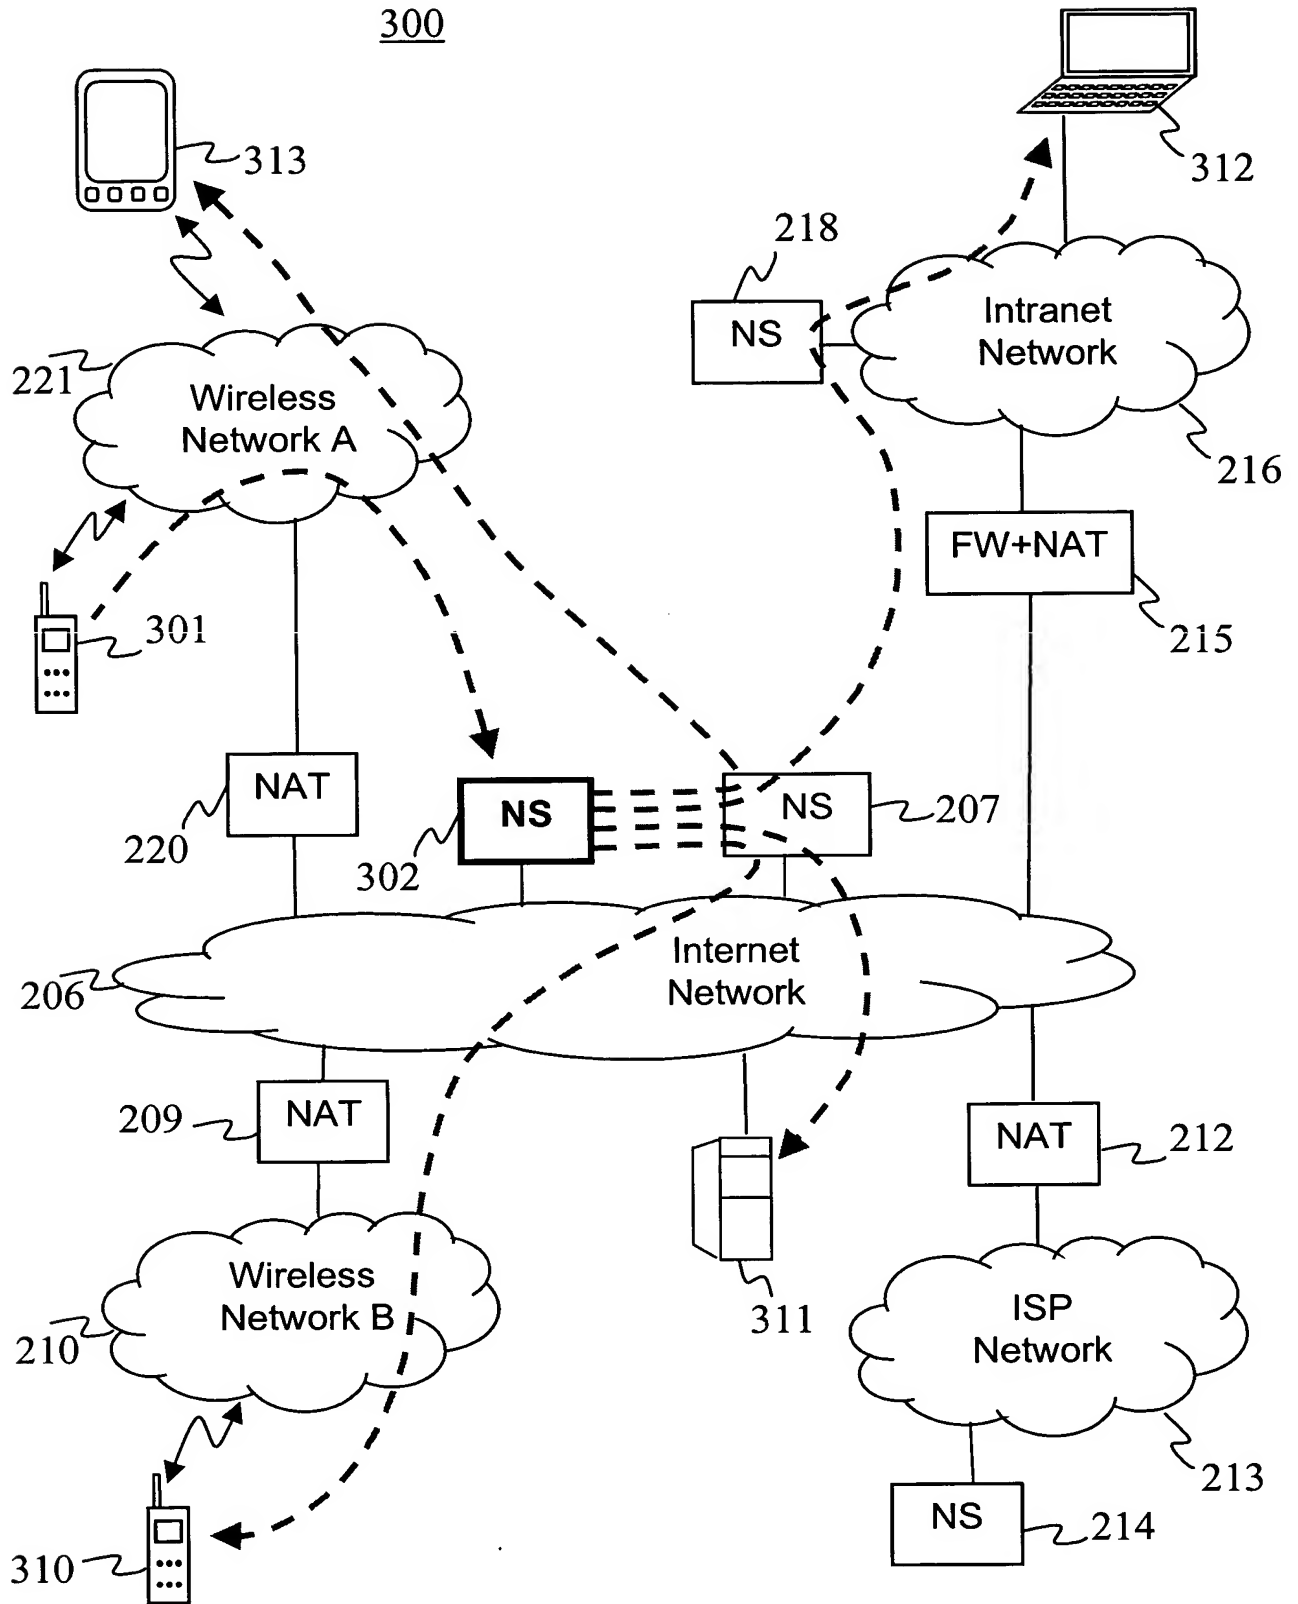 300
313
312
218
NS
Intranet
Network
221
Wireless
Network A
216
FW+NAT
301
215
NAT
220
NS
302
NS
207
Internet
Network
206
NAT
209
NAT
212
Wireless
Network B
210
311
ISP
Network
213
NS
214
310